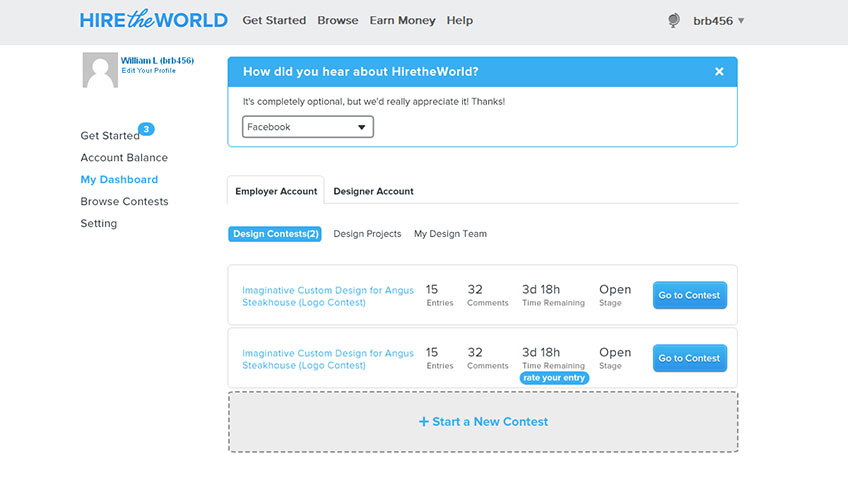 HIREtheWORLD Get Started Browse Earn Money Help brb456
William L (brb456)
Edit Your Profile
How did you hear about HiretheWorld? ×
It's completely optional, but we'd really appreciate it! Thanks!
Facebook
Get Started 3
Account Balance
My Dashboard
Browse Contests
Setting
Employer Account Designer Account
Design Contests(2) Design Projects My Design Team
Imaginative Custom Design for Angus
Steakhouse (Logo Contest)
15
Entries
32
Comments
3d 18h
Time Remaining
Open
Stage
Go to Contest
Imaginative Custom Design for Angus
Steakhouse (Logo Contest)
15
Entries
32
Comments
3d 18h
Time Remaining
rate your entry
Open
Stage
Go to Contest
+ Start a New Contest